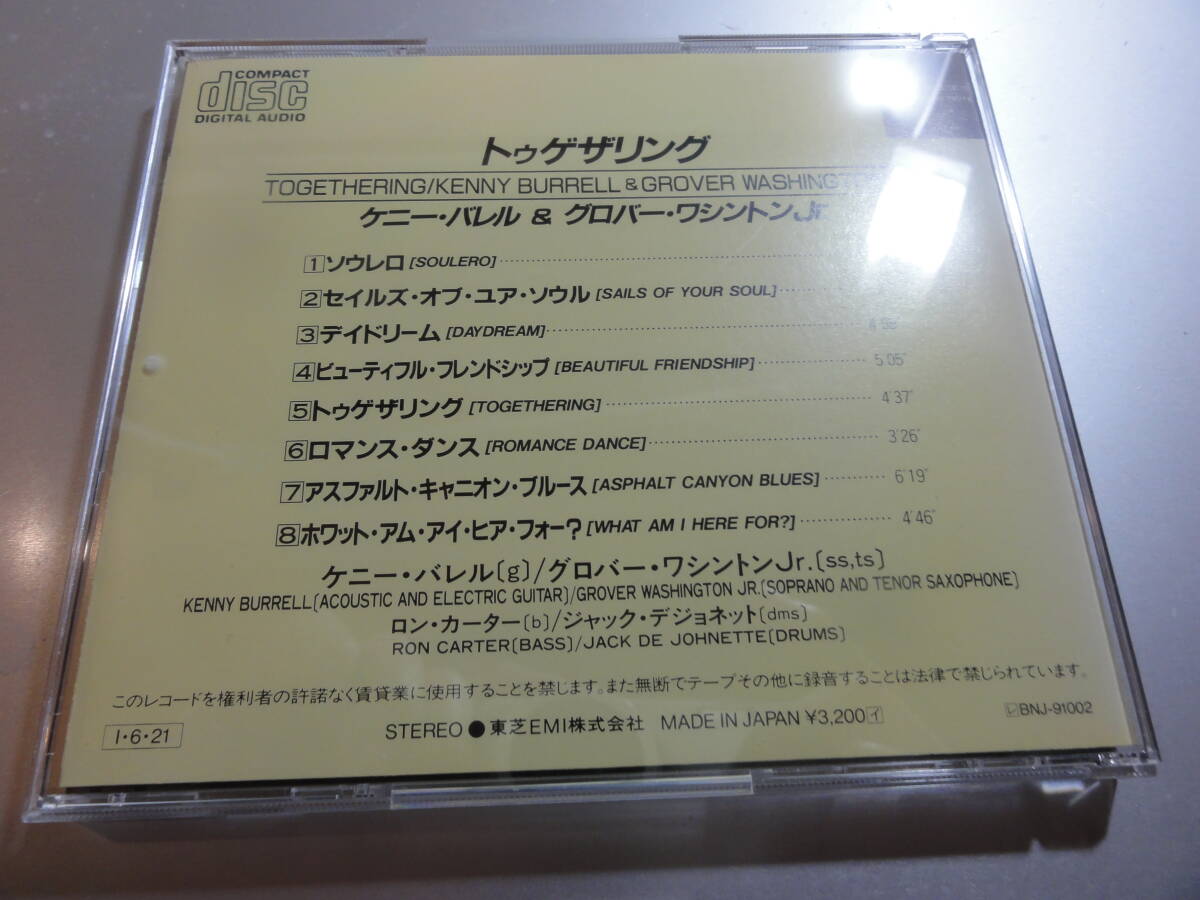 COMPACT
disc
DIGITAL AUDIO
トゥゲザリング
TOGETHERING/KENNY BURRELL & GROVER
ケニー・バレル & グロバー・ワシントンJr.
1 ソウレロ [SOULERO]
2 セイルズ・オブ・ユア・ソウル [SAILS OF YOUR SOUL]
3 デイドリーム [DAYDREAM]
4 ビューティフル・フレンドシップ [BEAUTIFUL FRIENDSHIP] 5'05"
5 トゥゲザリング [TOGETHERING] 4'37"
6 ロマンス・ダンス [ROMANCE DANCE] 3'26"
7 アスファルト・キャニオン・ブルース [ASPHALT CANYON BLUES] 6'19"
8 ホワット・アム・アイ・ヒア・フォー? [WHAT AM I HERE FOR?] 4'46"
ケニー・バレル[g]/グロバー・ワシントンJr.[ss,ts]
KENNY BURRELL[ACOUSTIC AND ELECTRIC GUITAR]/GROVER WASHINGTON JR.[SOPRANO AND TENOR SAXOPHONE]
ロン・カーター[b]/ジャック・デジョネット[dms]
RON CARTER[BASS]/JACK DE JOHNETTE[DRUMS]
このレコードを権利者の許諾なく賃貸業に使用することを禁じます。また無断でテープその他に録音することは法律で禁じられています。
I・6・21
STEREO ● 東芝EMI株式会社 MADE IN JAPAN ¥3,200 イ
レ BNJ-91002